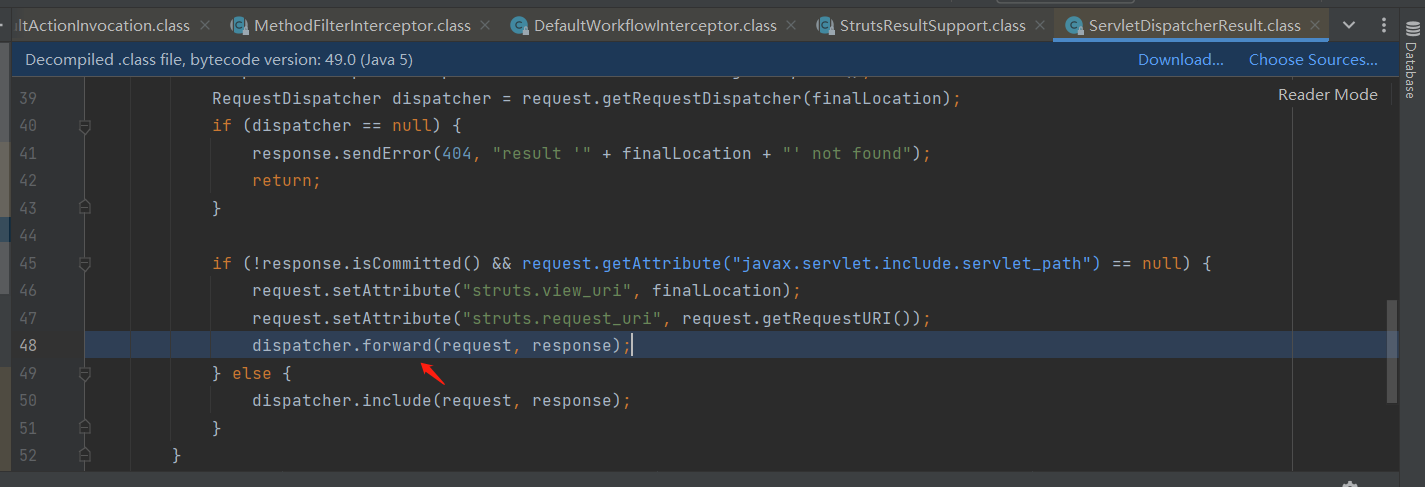 ultActionInvocation.class MethodFilterInterceptor.class DefaultWorkflowInterceptor.class StrutsResultSupport.class ServletDispatcherResult.class
Decompiled .class file, bytecode version: 49.0 (Java 5) Download... Choose Sources...
Database
Reader Mode
39 RequestDispatcher dispatcher = request.getRequestDispatcher(finalLocation);
40 if (dispatcher == null) {
41 response.sendError(404, "result '" + finalLocation + "' not found");
42 return;
43 }
44
45 if (!response.isCommitted() && request.getAttribute("javax.servlet.include.servlet_path") == null) {
46 request.setAttribute("struts.view_uri", finalLocation);
47 request.setAttribute("struts.request_uri", request.getRequestURI());
48 dispatcher.forward(request, response);
49 } else {
50 dispatcher.include(request, response);
51 }
52 }